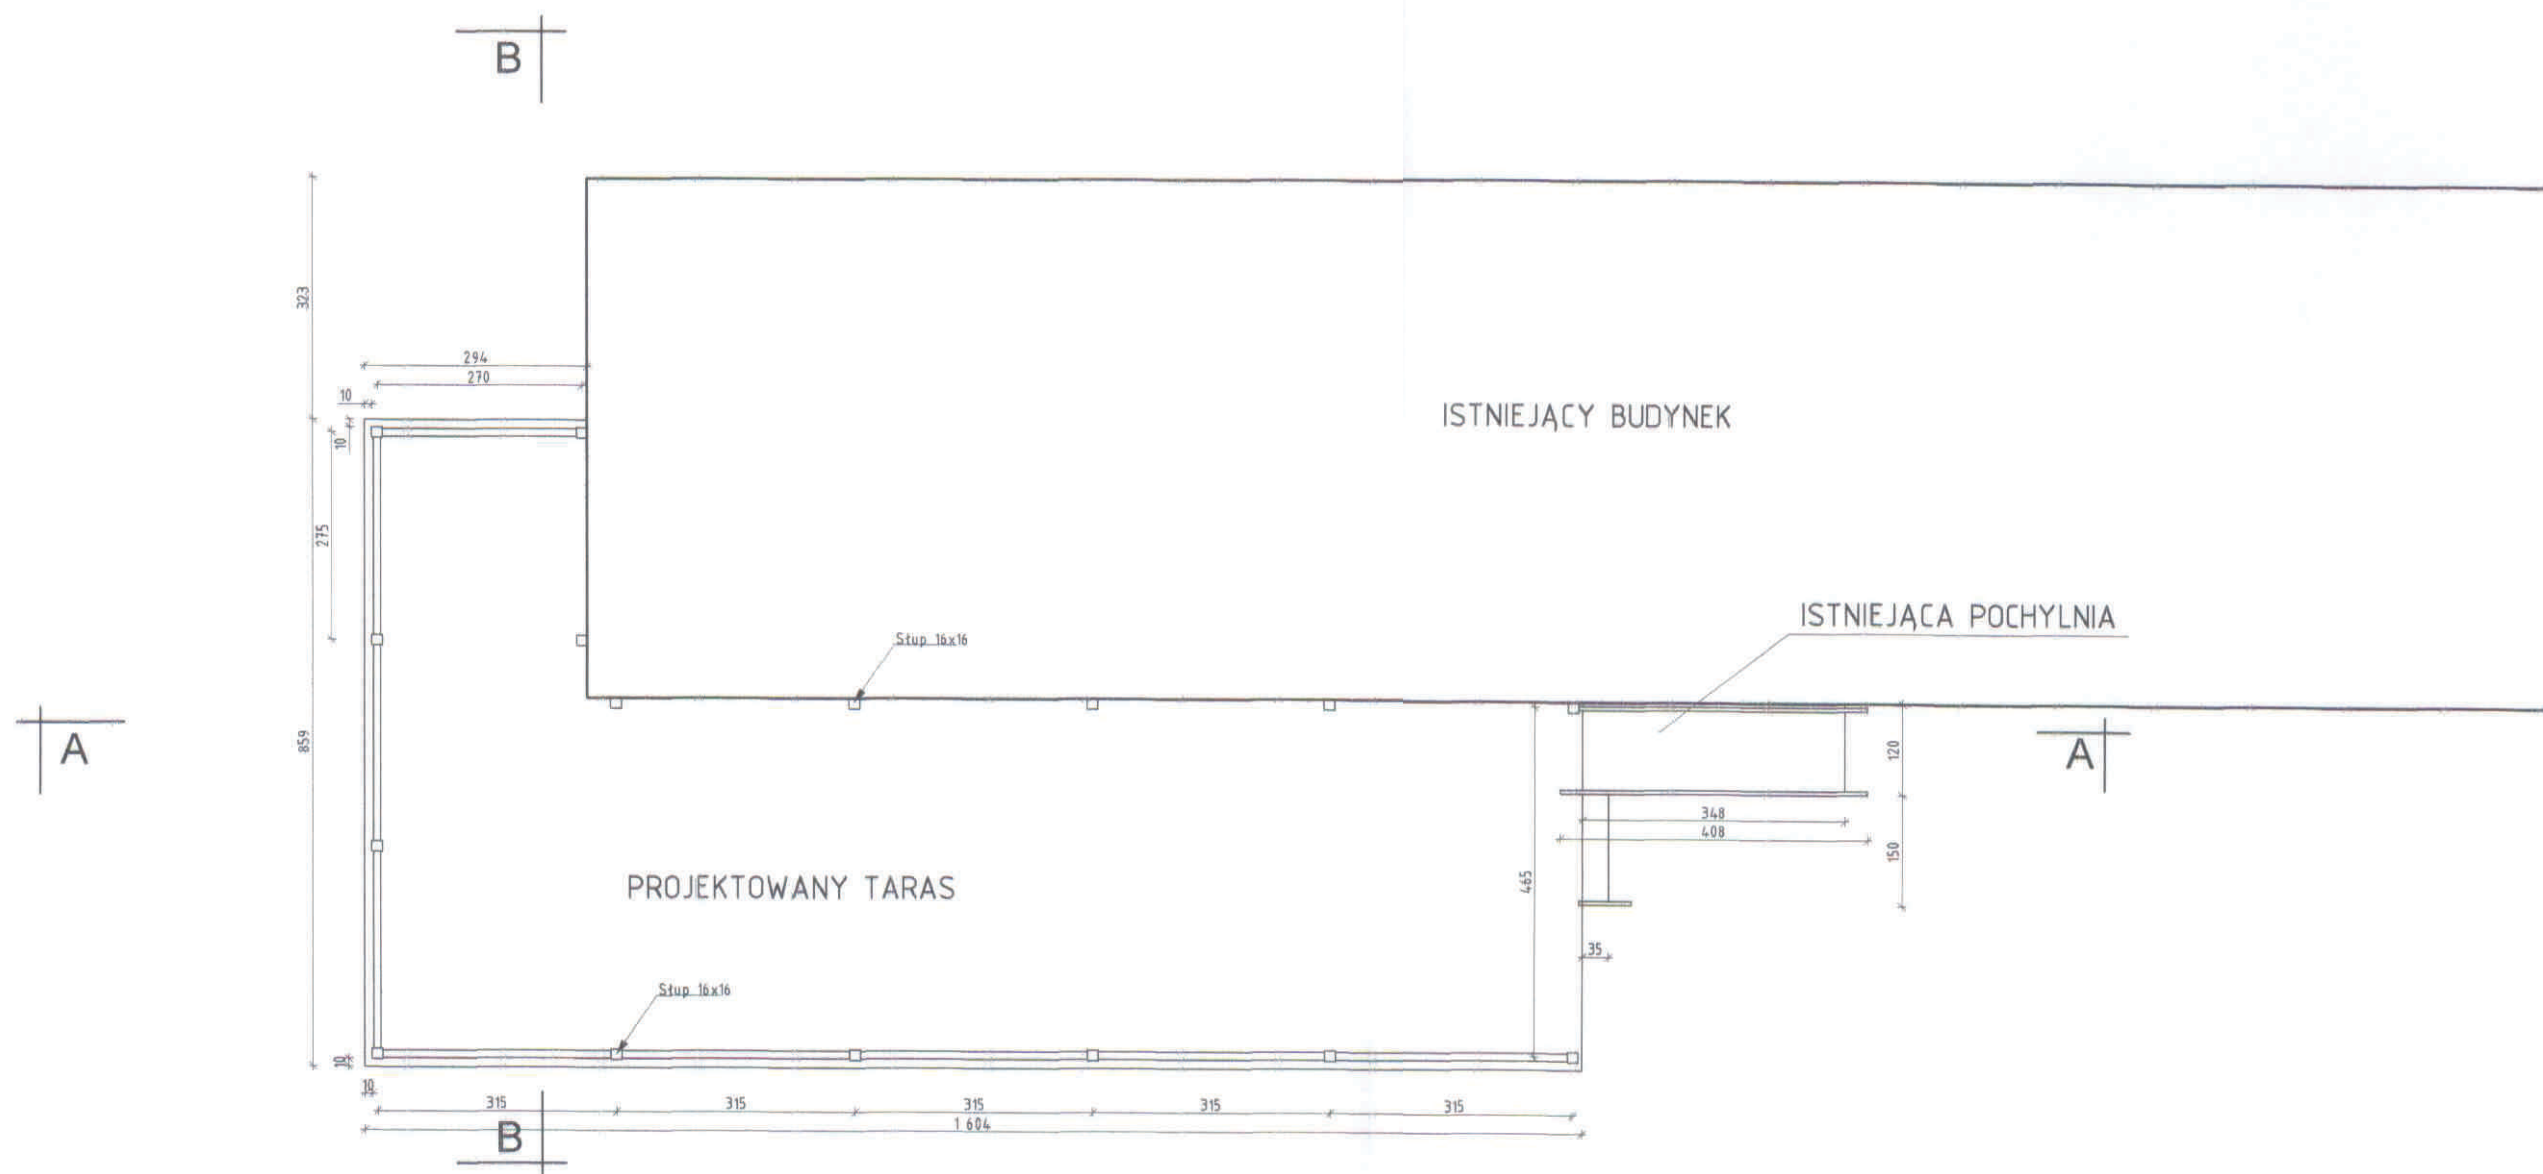 B
323
294
270
10
10
ISTNIEJĄCY BUDYNEK
275
ISTNIEJĄCA POCHYLNIA
Słup 16x16
859
A
120
A
348
408
150
465
PROJEKTOWANY TARAS
35
Słup 16x16
10
10
315
315
315
315
315
1 604
B